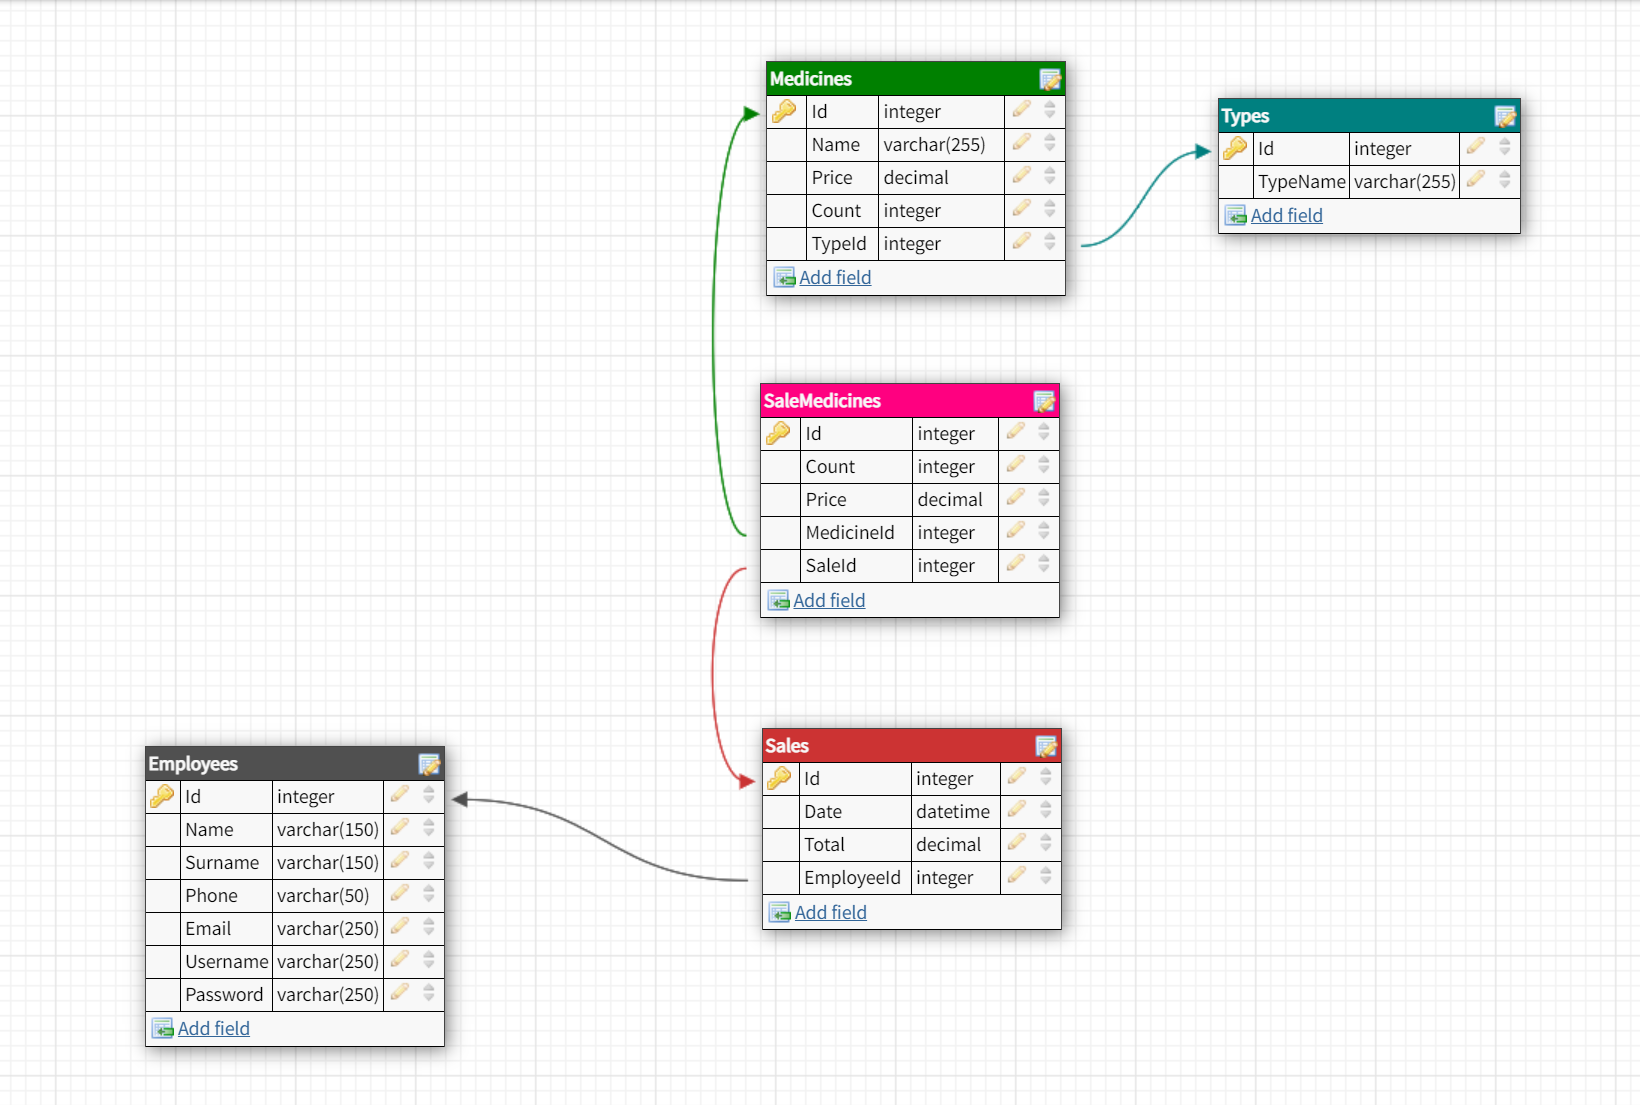 Medicines
Id integer
Name varchar(255)
Price decimal
Count integer
TypeId integer
Add field
Types
Id integer
TypeName varchar(255)
Add field
SaleMedicines
Id integer
Count integer
Price decimal
MedicineId integer
SaleId integer
Add field
Employees
Id integer
Name varchar(150)
Surname varchar(150)
Phone varchar(50)
Email varchar(250)
Username varchar(250)
Password varchar(250)
Add field
Sales
Id integer
Date datetime
Total decimal
EmployeeId integer
Add field